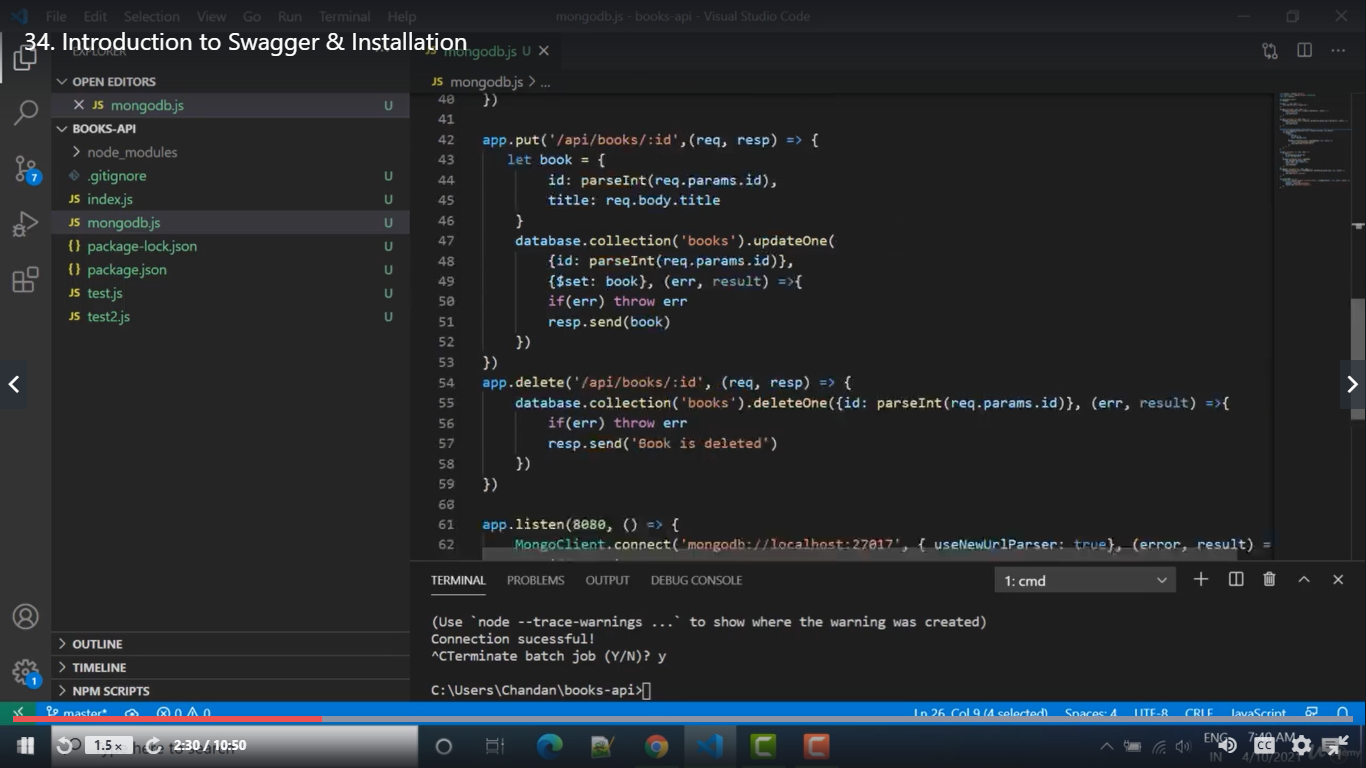 File Edit Selection View Go Run Terminal Help mongodb.js - books-api - Visual Studio Code
34. Introduction to Swagger & Installation
EXPLORER
JS mongodb.js U
OPEN EDITORS
JS mongodb.js > ...
JS mongodb.js U
BOOKS-API
node_modules
.gitignore U
JS index.js U
JS mongodb.js U
{} package-lock.json U
{} package.json U
JS test.js U
JS test2.js U
7
40 })
41
42 app.put('/api/books/:id',(req, resp) => {
43 let book = {
44 id: parseInt(req.params.id),
45 title: req.body.title
46 }
47 database.collection('books').updateOne(
48 {id: parseInt(req.params.id)},
49 {$set: book}, (err, result) =>{
50 if(err) throw err
51 resp.send(book)
52 })
53 })
54 app.delete('/api/books/:id', (req, resp) => {
55 database.collection('books').deleteOne({id: parseInt(req.params.id)}, (err, result) =>{
56 if(err) throw err
57 resp.send('Book is deleted')
58 })
59 })
60
61 app.listen(8080, () => {
62 MongoClient.connect('mongodb://localhost:27017', { useNewUrlParser: true}, (error, result) =
TERMINAL PROBLEMS OUTPUT DEBUG CONSOLE 1: cmd
(Use `node --trace-warnings ...` to show where the warning was created)
Connection sucessful!
^CTerminate batch job (Y/N)? y
C:\Users\Chandan\books-api>
OUTLINE
TIMELINE
NPM SCRIPTS
1
master* 0 0 Ln 26, Col 9 (4 selected) Spaces: 4 UTF-8 CRLF JavaScript
1.5× 2:30 / 10:50 here to search
ENG 7:40 AM
IN 4/10/2021
CC